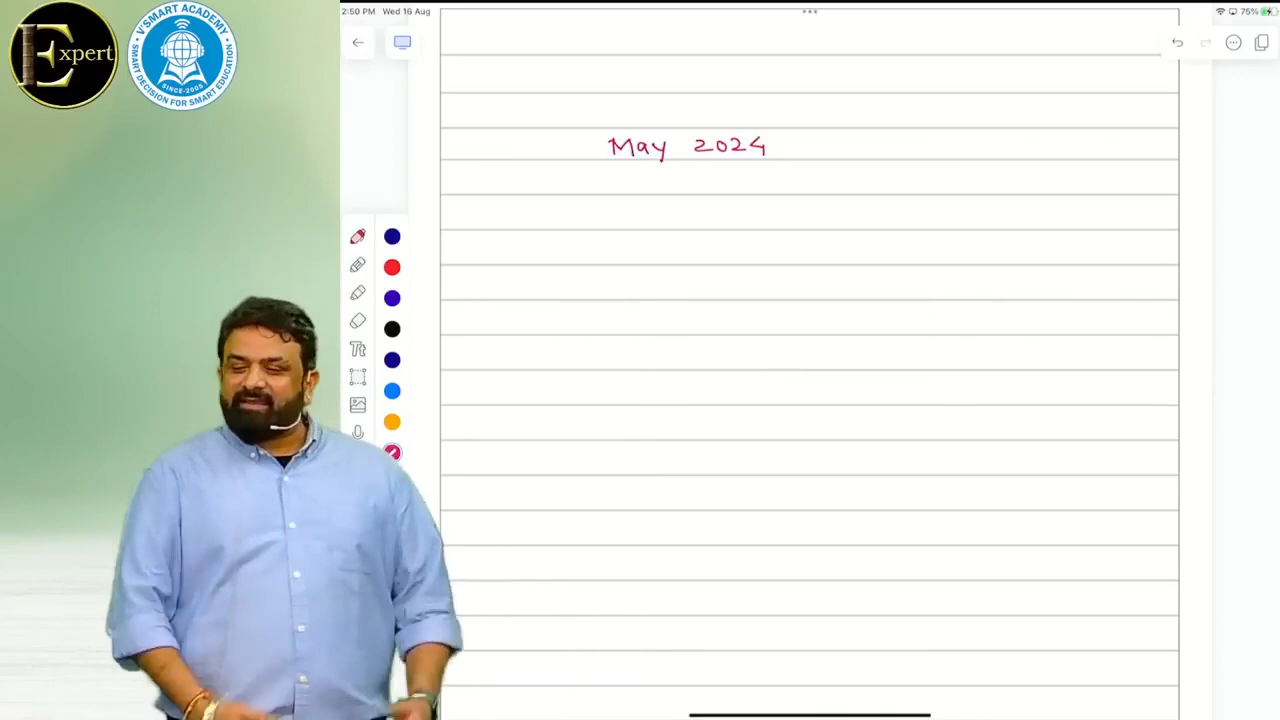 Expert
V'SMART ACADEMY
SINCE-2005
SMART DECISION FOR SMART EDUCATION
2:50 PM Wed 16 Aug
75%
May 2024
Tt